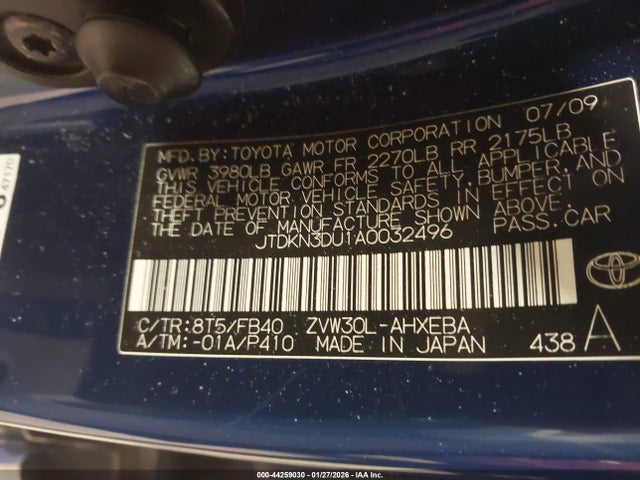 47170
07/09
MFD. BY: TOYOTA MOTOR CORPORATION
GVWR 3980LB GAWR FR 2270LB RR 2175LB
THIS VEHICLE CONFORMS TO ALL APPLICABLE
FEDERAL MOTOR VEHICLE SAFETY, BUMPER, AND
THEFT PREVENTION STANDARDS IN EFFECT ON
THE DATE OF MANUFACTURE SHOWN ABOVE.
JTDKN3DU1A0032496 PASS. CAR
C/TR: 8T5/FB40 ZVW30L-AHXEBA
A/TM: -01A/P410 MADE IN JAPAN 438 A
000-44259030 - 01/27/2026 - IAA Inc.